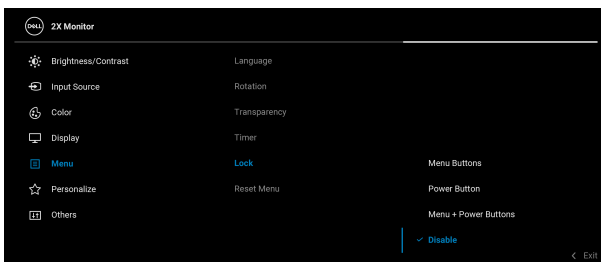 DELL 2X Monitor
Brightness/Contrast Language
Input Source Rotation
Color Transparency
Display Timer
Menu Lock Menu Buttons
Personalize Reset Menu Power Button
Others Menu + Power Buttons
Disable
Exit